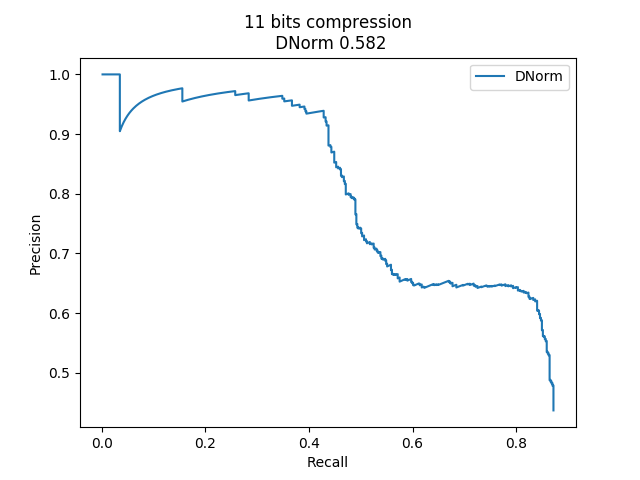 11 bits compression
DNorm 0.582
DNorm
1.0
0.9
0.8
0.7
0.6
0.5
Precision
0.0 0.2 0.4 0.6 0.8
Recall